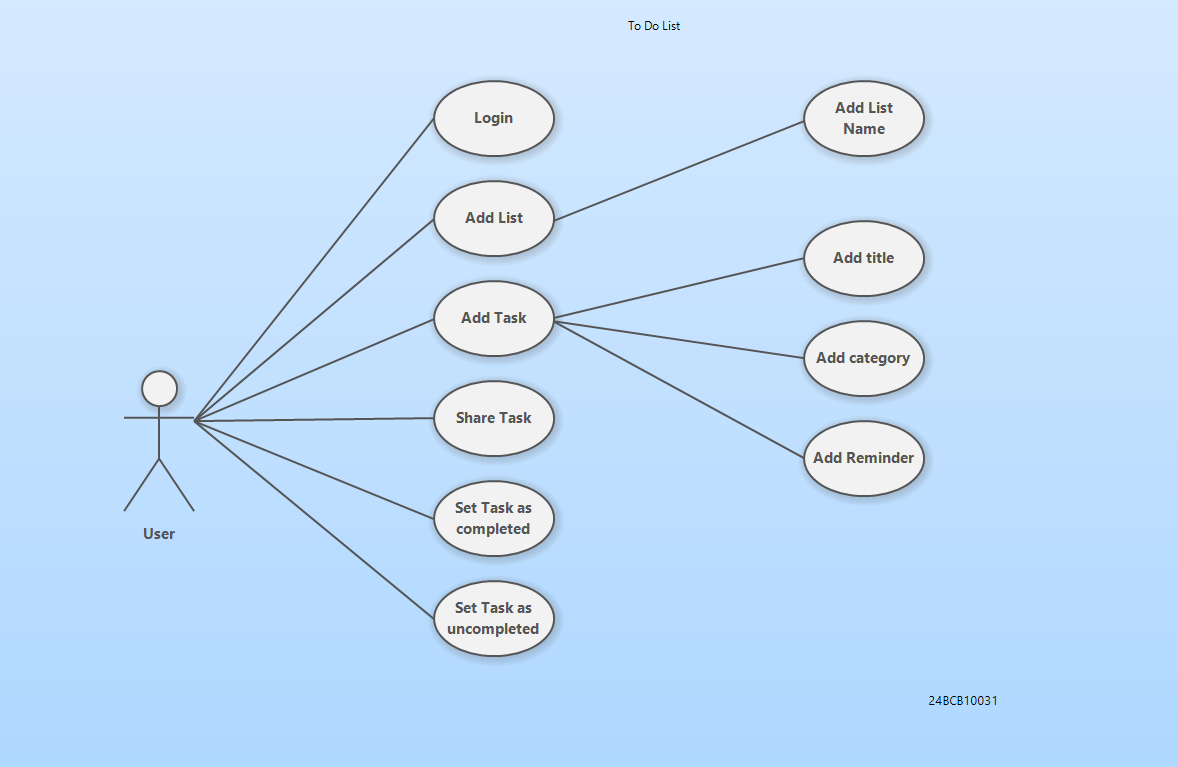 To Do List
Login
Add List
Name
Add List
Add title
Add Task
Add category
Share Task
Add Reminder
Set Task as
completed
User
Set Task as
uncompleted
24BCB10031